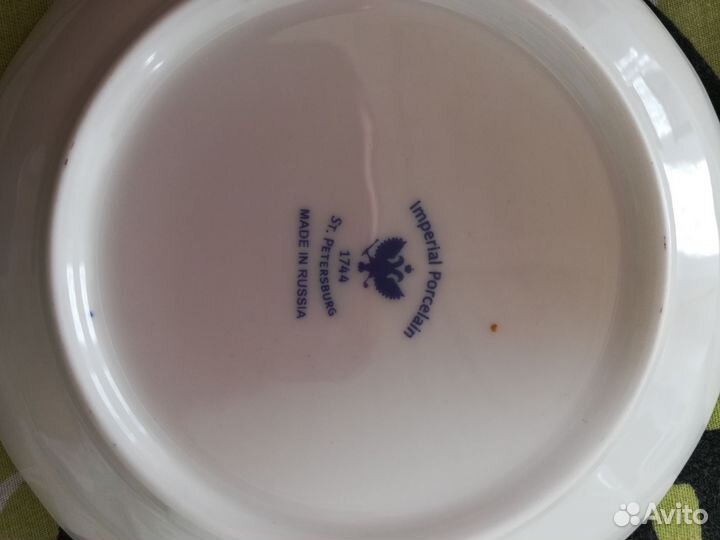 Imperial Porcelain
1744
St. Petersburg
MADE IN RUSSIA
Avito